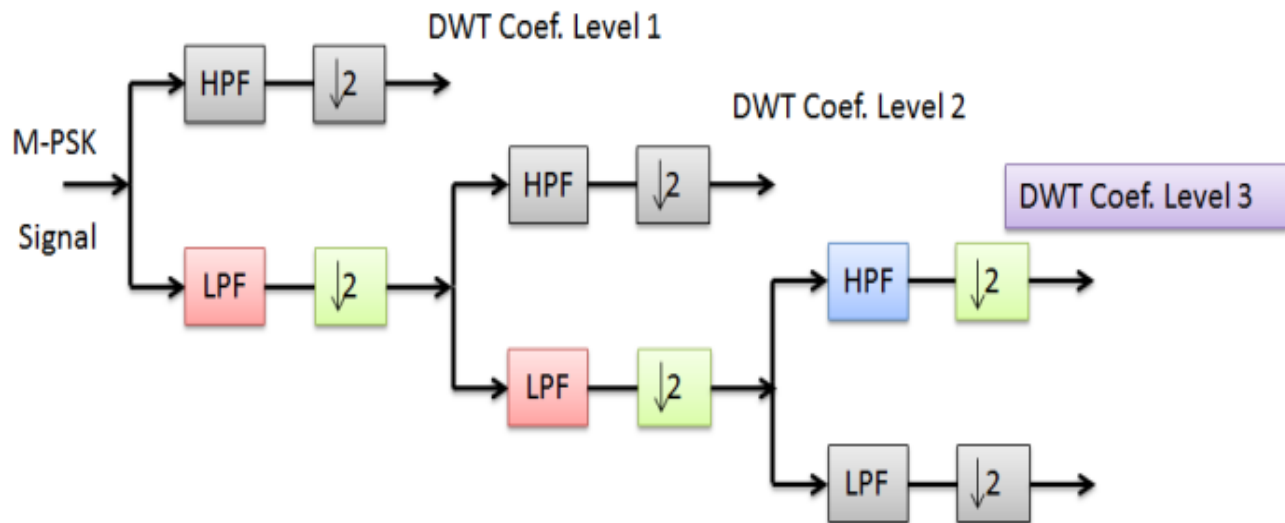 DWT Coef. Level 1
HPF
↓2
DWT Coef. Level 2
M-PSK
HPF
↓2
DWT Coef. Level 3
Signal
LPF
↓2
HPF
↓2
LPF
↓2
LPF
↓2